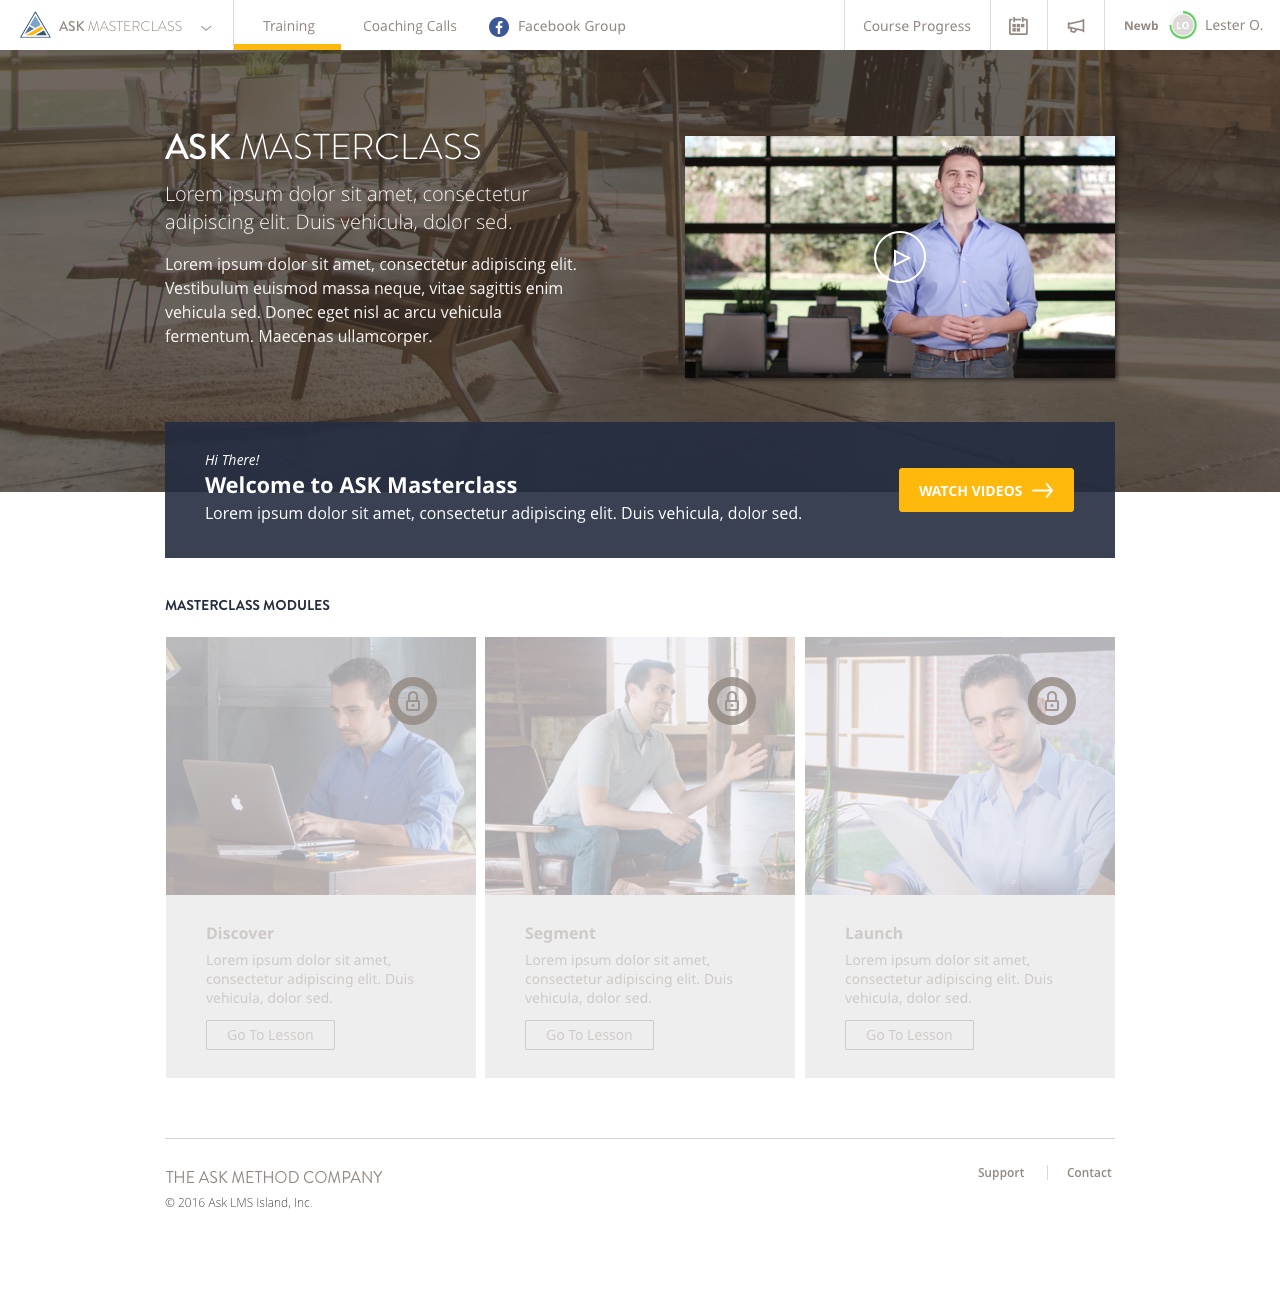 ASK MASTERCLASS
Training
Coaching Calls
Facebook Group
Course Progress
Newb
LO
Lester O.
ASK MASTERCLASS
Lorem ipsum dolor sit amet, consectetur
adipiscing elit. Duis vehicula, dolor sed.
Lorem ipsum dolor sit amet, consectetur adipiscing elit.
Vestibulum euismod massa neque, vitae sagittis enim
vehicula sed. Donec eget nisl ac arcu vehicula
fermentum. Maecenas ullamcorper.
Hi There!
Welcome to ASK Masterclass
Lorem ipsum dolor sit amet, consectetur adipiscing elit. Duis vehicula, dolor sed.
WATCH VIDEOS
MASTERCLASS MODULES
Discover
Lorem ipsum dolor sit amet,
consectetur adipiscing elit. Duis
vehicula, dolor sed.
Go To Lesson
Segment
Lorem ipsum dolor sit amet,
consectetur adipiscing elit. Duis
vehicula, dolor sed.
Go To Lesson
Launch
Lorem ipsum dolor sit amet,
consectetur adipiscing elit. Duis
vehicula, dolor sed.
Go To Lesson
THE ASK METHOD COMPANY
© 2016 Ask LMS Island, Inc.
Support
Contact